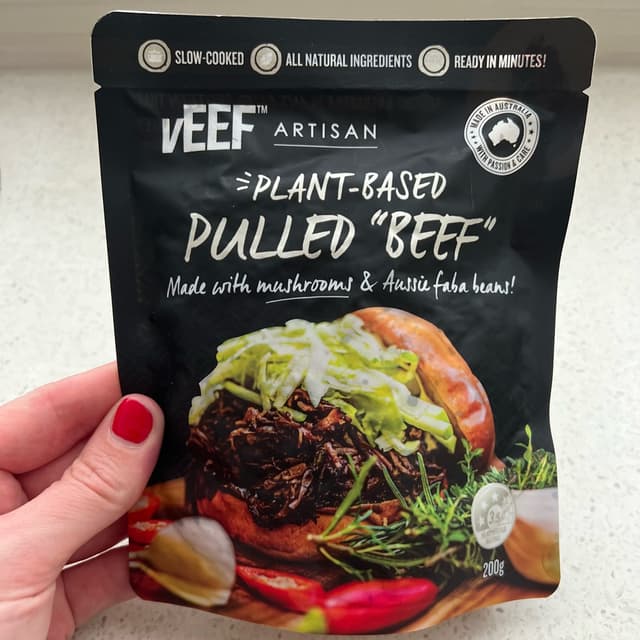 SLOW-COOKED
ALL NATURAL INGREDIENTS
READY IN MINUTES!
vEEF™ ARTISAN
MADE IN AUSTRALIA
WITH PASSION & CARE
PLANT-BASED
PULLED "BEEF"
Made with mushrooms & Aussie faba beans!
200g